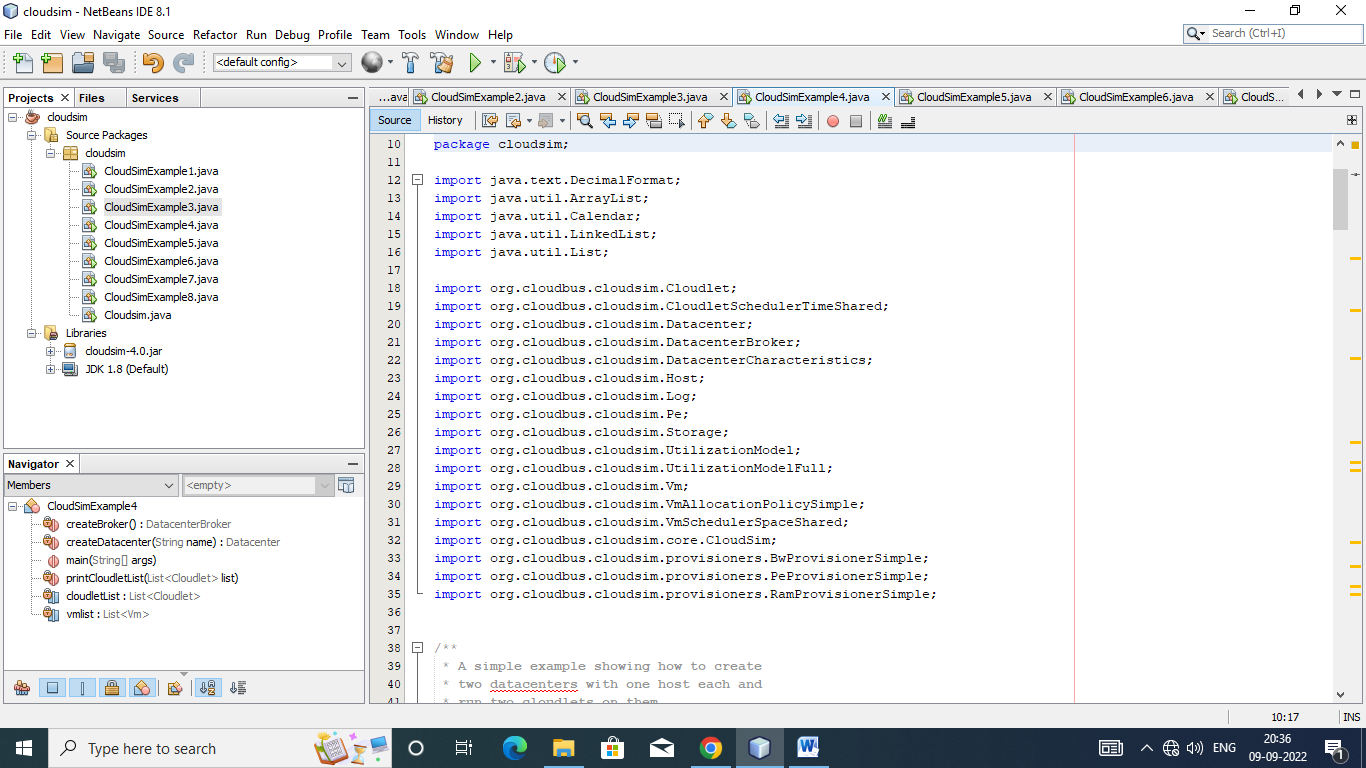 cloudsim - NetBeans IDE 8.1
File Edit View Navigate Source Refactor Run Debug Profile Team Tools Window Help
Search (Ctrl+I)
<default config>
Projects Files Services
cloudsim
Source Packages
cloudsim
CloudSimExample1.java
CloudSimExample2.java
CloudSimExample3.java
CloudSimExample4.java
CloudSimExample5.java
CloudSimExample6.java
CloudSimExample7.java
CloudSimExample8.java
Cloudsim.java
Libraries
cloudsim-4.0.jar
JDK 1.8 (Default)
Navigator
Members <empty>
CloudSimExample4
createBroker() : DatacenterBroker
createDatacenter(String name) : Datacenter
main(String[] args)
printCloudletList(List<Cloudlet> list)
cloudletList : List<Cloudlet>
vmlist : List<Vm>
...ava CloudSimExample2.java CloudSimExample3.java CloudSimExample4.java CloudSimExample5.java CloudSimExample6.java CloudS...
Source History
10 package cloudsim;
11
12 import java.text.DecimalFormat;
13 import java.util.ArrayList;
14 import java.util.Calendar;
15 import java.util.LinkedList;
16 import java.util.List;
17
18 import org.cloudbus.cloudsim.Cloudlet;
19 import org.cloudbus.cloudsim.CloudletSchedulerTimeShared;
20 import org.cloudbus.cloudsim.Datacenter;
21 import org.cloudbus.cloudsim.DatacenterBroker;
22 import org.cloudbus.cloudsim.DatacenterCharacteristics;
23 import org.cloudbus.cloudsim.Host;
24 import org.cloudbus.cloudsim.Log;
25 import org.cloudbus.cloudsim.Pe;
26 import org.cloudbus.cloudsim.Storage;
27 import org.cloudbus.cloudsim.UtilizationModel;
28 import org.cloudbus.cloudsim.UtilizationModelFull;
29 import org.cloudbus.cloudsim.Vm;
30 import org.cloudbus.cloudsim.VmAllocationPolicySimple;
31 import org.cloudbus.cloudsim.VmSchedulerSpaceShared;
32 import org.cloudbus.cloudsim.core.CloudSim;
33 import org.cloudbus.cloudsim.provisioners.BwProvisionerSimple;
34 import org.cloudbus.cloudsim.provisioners.PeProvisionerSimple;
35 import org.cloudbus.cloudsim.provisioners.RamProvisionerSimple;
36
37
38 /**
39 * A simple example showing how to create
40 * two datacenters with one host each and
41 * run two cloudlets on them
10:17 INS
Type here to search
ENG
20:36
09-09-2022
1